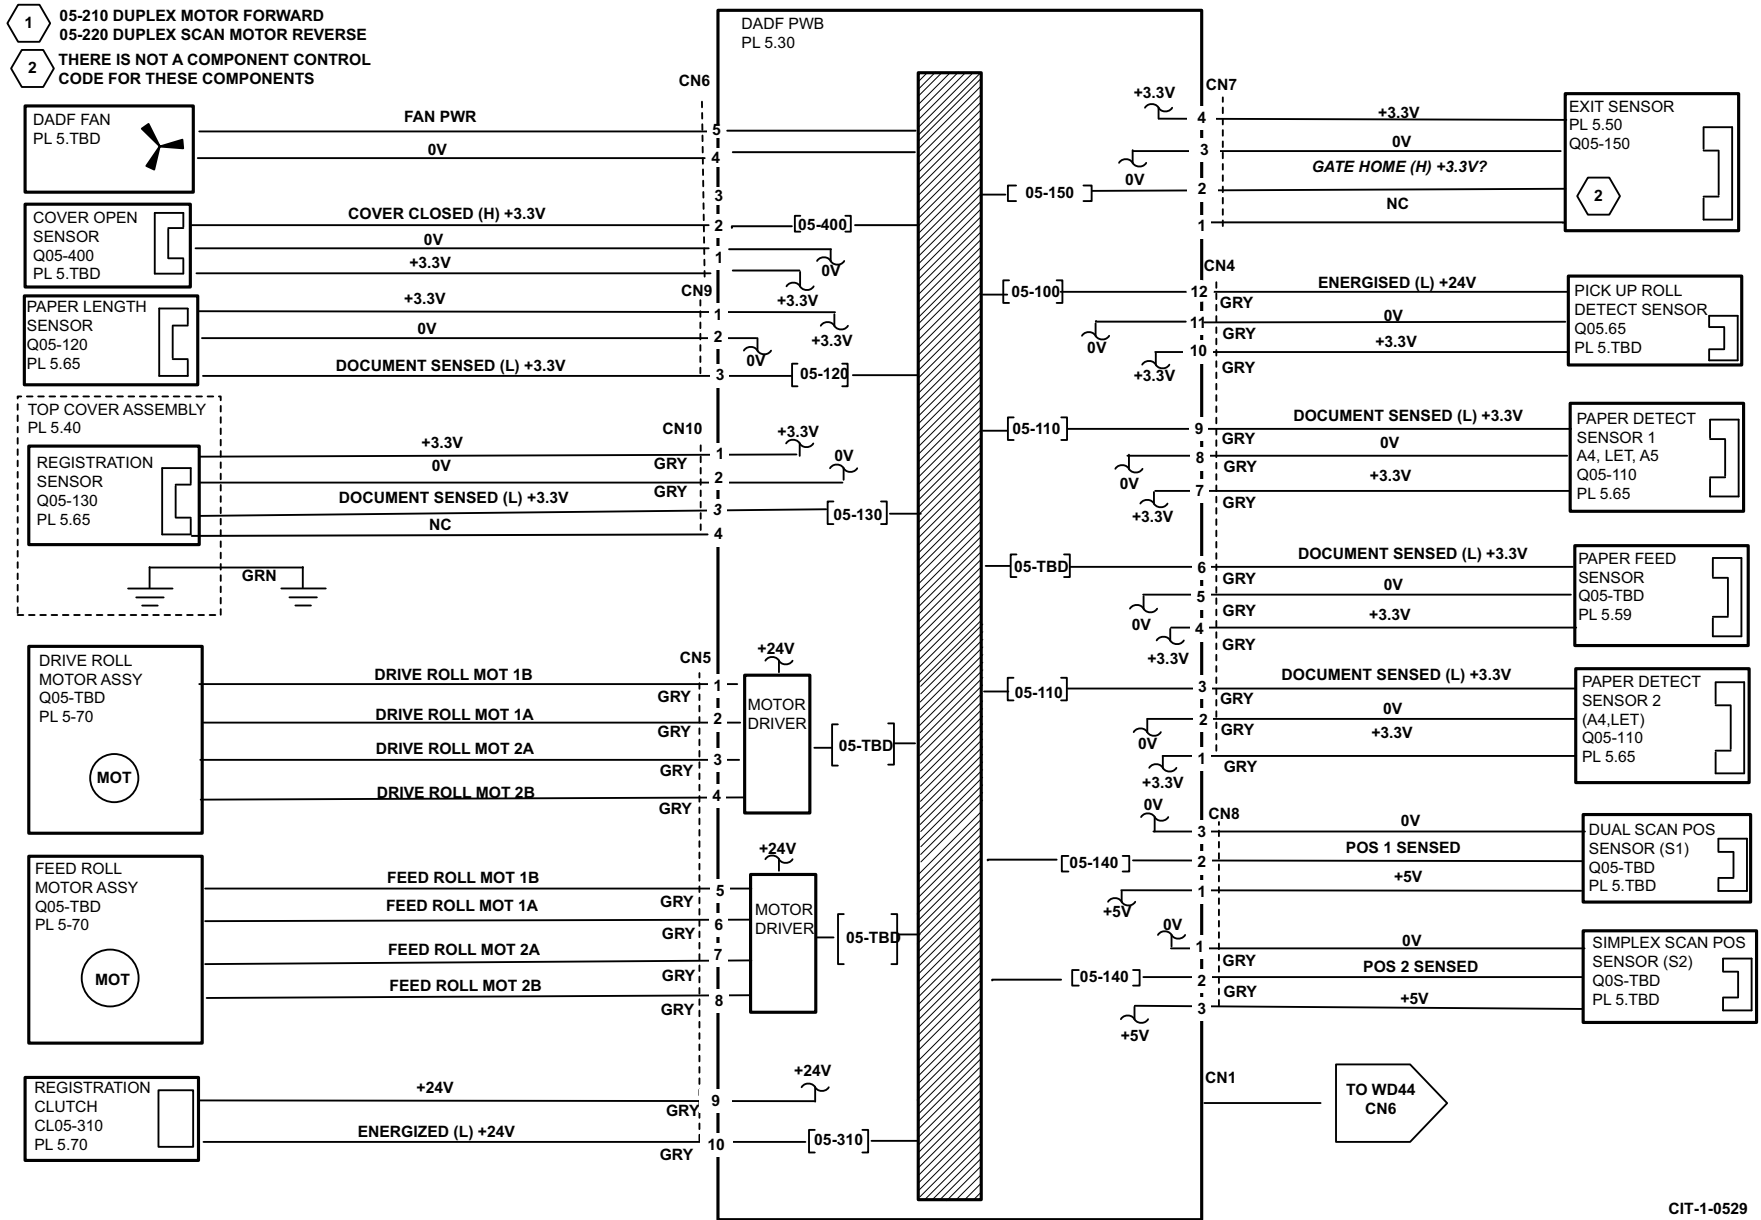 1
05-210 DUPLEX MOTOR FORWARD
05-220 DUPLEX SCAN MOTOR REVERSE
2
THERE IS NOT A COMPONENT CONTROL
CODE FOR THESE COMPONENTS
DADF PWB
PL 5.30
CN6
DADF FAN
PL 5.TBD
FAN PWR
5
0V
4
3
COVER OPEN
SENSOR
Q05-400
PL 5.TBD
COVER CLOSED (H) +3.3V
2
05-400
0V
1
0V
+3.3V
+3.3V
CN9
PAPER LENGTH
SENSOR
Q05-120
PL 5.65
+3.3V
1
+3.3V
0V
2
0V
DOCUMENT SENSED (L) +3.3V
3
05-120
TOP COVER ASSEMBLY
PL 5.40
CN10
REGISTRATION
SENSOR
Q05-130
PL 5.65
+3.3V
GRY
1
+3.3V
0V
GRY
2
0V
DOCUMENT SENSED (L) +3.3V
3
05-130
NC
4
GRN
DRIVE ROLL
MOTOR ASSY
Q05-TBD
PL 5-70
MOT
CN5
+24V
DRIVE ROLL MOT 1B
GRY
1
DRIVE ROLL MOT 1A
GRY
2
DRIVE ROLL MOT 2A
GRY
3
DRIVE ROLL MOT 2B
GRY
4
MOTOR
DRIVER
05-TBD
FEED ROLL
MOTOR ASSY
Q05-TBD
PL 5-70
MOT
+24V
FEED ROLL MOT 1B
GRY
5
FEED ROLL MOT 1A
GRY
6
FEED ROLL MOT 2A
GRY
7
FEED ROLL MOT 2B
GRY
8
MOTOR
DRIVER
05-TBD
REGISTRATION
CLUTCH
CL05-310
PL 5.70
+24V
GRY
9
+24V
ENERGIZED (L) +24V
GRY
10
05-310
CN7
+3.3V
4
+3.3V
0V
3
0V
05-150
2
GATE HOME (H) +3.3V?
1
NC
EXIT SENSOR
PL 5.50
Q05-150
2
CN4
05-100
12
GRY
ENERGISED (L) +24V
0V
11
GRY
0V
+3.3V
10
GRY
+3.3V
PICK UP ROLL
DETECT SENSOR
Q05.65
PL 5.TBD
05-110
9
GRY
DOCUMENT SENSED (L) +3.3V
0V
8
GRY
0V
+3.3V
7
GRY
+3.3V
PAPER DETECT
SENSOR 1
A4, LET, A5
Q05-110
PL 5.65
05-TBD
6
GRY
DOCUMENT SENSED (L) +3.3V
0V
5
GRY
0V
+3.3V
4
GRY
+3.3V
PAPER FEED
SENSOR
Q05-TBD
PL 5.59
05-110
3
GRY
DOCUMENT SENSED (L) +3.3V
0V
2
GRY
0V
+3.3V
1
GRY
+3.3V
PAPER DETECT
SENSOR 2
(A4,LET)
Q05-110
PL 5.65
CN8
0V
3
0V
05-140
2
POS 1 SENSED
+5V
1
+5V
DUAL SCAN POS
SENSOR (S1)
Q05-TBD
PL 5.TBD
0V
1
GRY
0V
05-140
2
GRY
POS 2 SENSED
+5V
3
+5V
SIMPLEX SCAN POS
SENSOR (S2)
Q0S-TBD
PL 5.TBD
CN1
TO WD44
CN6
CIT-1-0529